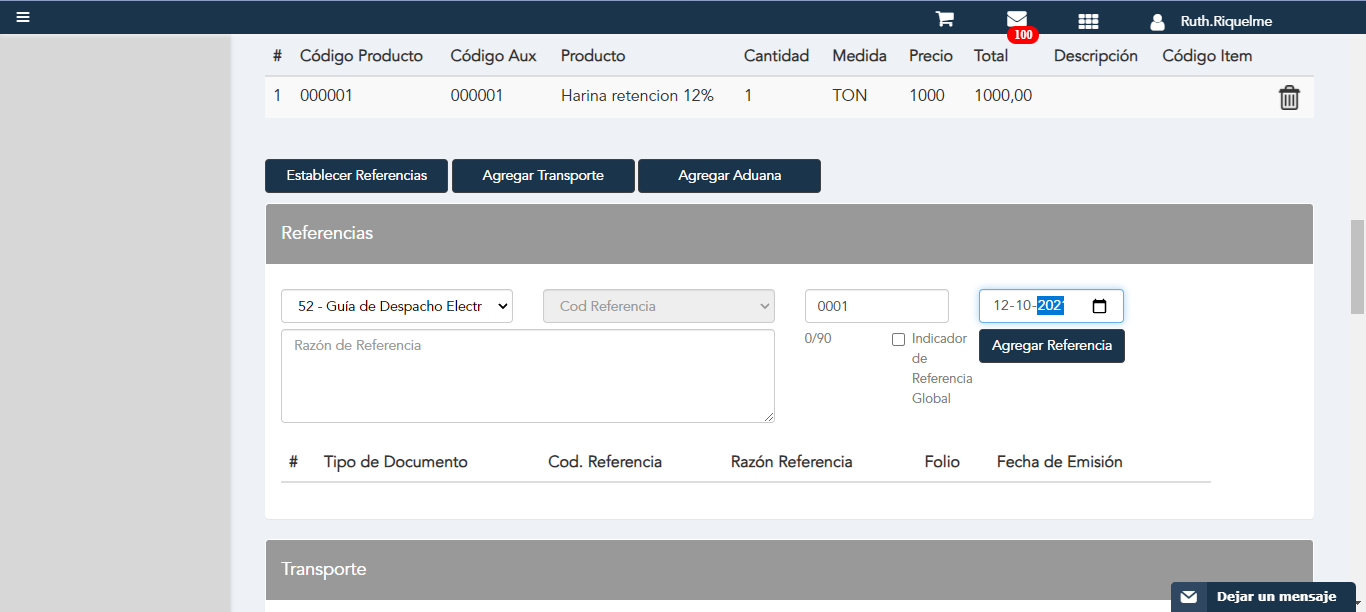 100
Ruth.Riquelme
# Código Producto Código Aux Producto Cantidad Medida Precio Total Descripción Código Item
1 000001 000001 Harina retencion 12% 1 TON 1000 1000,00
Establecer Referencias Agregar Transporte Agregar Aduana
Referencias
52 - Guía de Despacho Electr Cod Referencia 0001 12-10-2021
Razón de Referencia 0/90 Indicador Agregar Referencia
de
Referencia
Global
# Tipo de Documento Cod. Referencia Razón Referencia Folio Fecha de Emisión
Transporte
Dejar un mensaje